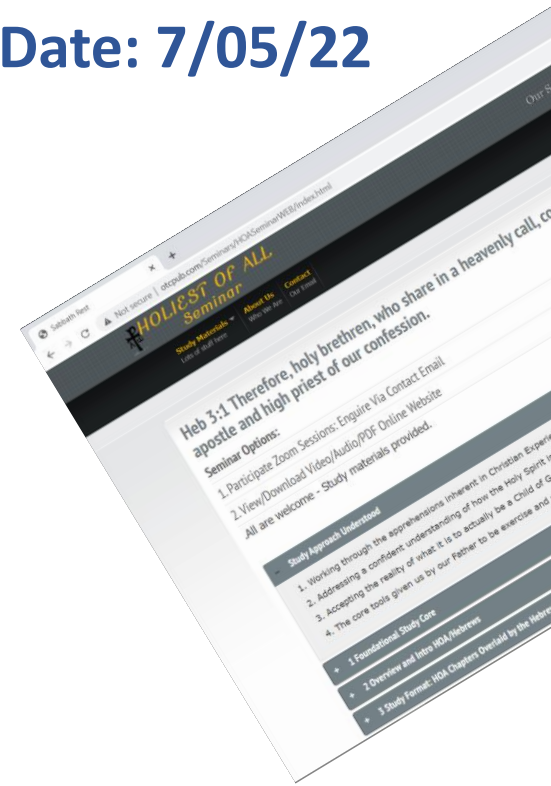 Date: 7/05/22
Our
Sabbath Rest
Not secure | otcpub.com/Seminars/HOASeminarWEB/index.html
HOLIEST OF ALL
Seminar
Study Materials
Lots of stuff here
About Us
Who We Are
Contact
Our Email
Heb 3:1 Therefore, holy brethren, who share in a heavenly call,
apostle and high priest of our confession.
Seminar Options:
1. Participate Zoom Sessions: Enquire Via Contact Email
2. View/Download Video/Audio/PDF Online Website
All are welcome - Study materials provided.
- Study Approach Understood
1. Working through the apprehensions inherent in Christian
2. Addressing a confident understanding of how the Holy Spirit
3. Accepting the reality of what it is to actually be a Child of
4. The core tools given us by our Father to be exercise and
+ 1 Foundational Study Core
+ 2 Overview and Intro HOA/Hebrews
+ 3 Study Format: HOA Chapters Overlaid by the